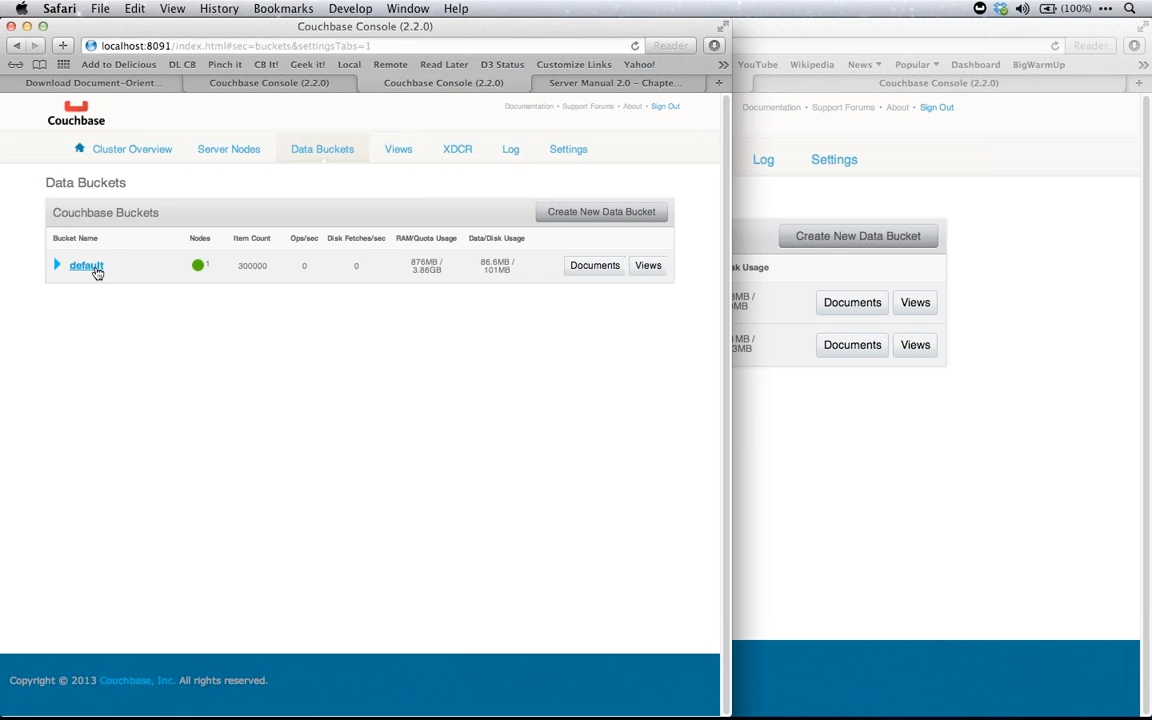 Safari File Edit View History Bookmarks Develop Window Help (100%)
Couchbase Console (2.2.0)
localhost:8091/index.html#sec=buckets&settingsTabs=1 Reader Reader
Add to Delicious DL CB Pinch it CB It! Geek it! Local Remote Read Later D3 Status Customize Links Yahoo! YouTube Wikipedia News Popular Dashboard BigWarmUp
Download Document-Orient... Couchbase Console (2.2.0) Couchbase Console (2.2.0) Server Manual 2.0 – Chapte... Couchbase Console (2.2.0)
Couchbase
Documentation • Support Forums • About • Sign Out
Documentation • Support Forums • About • Sign Out
Cluster Overview Server Nodes Data Buckets Views XDCR Log Settings
Log Settings
Data Buckets
Couchbase Buckets Create New Data Bucket
Create New Data Bucket
Bucket Name Nodes Item Count Ops/sec Disk Fetches/sec RAM/Quota Usage Data/Disk Usage
sk Usage
default 1 300000 0 0 876MB / 3.86GB 86.6MB / 101MB Documents Views
3MB /
MB
Documents Views
MB /
3MB
Documents Views
Copyright © 2013 Couchbase, Inc. All rights reserved.